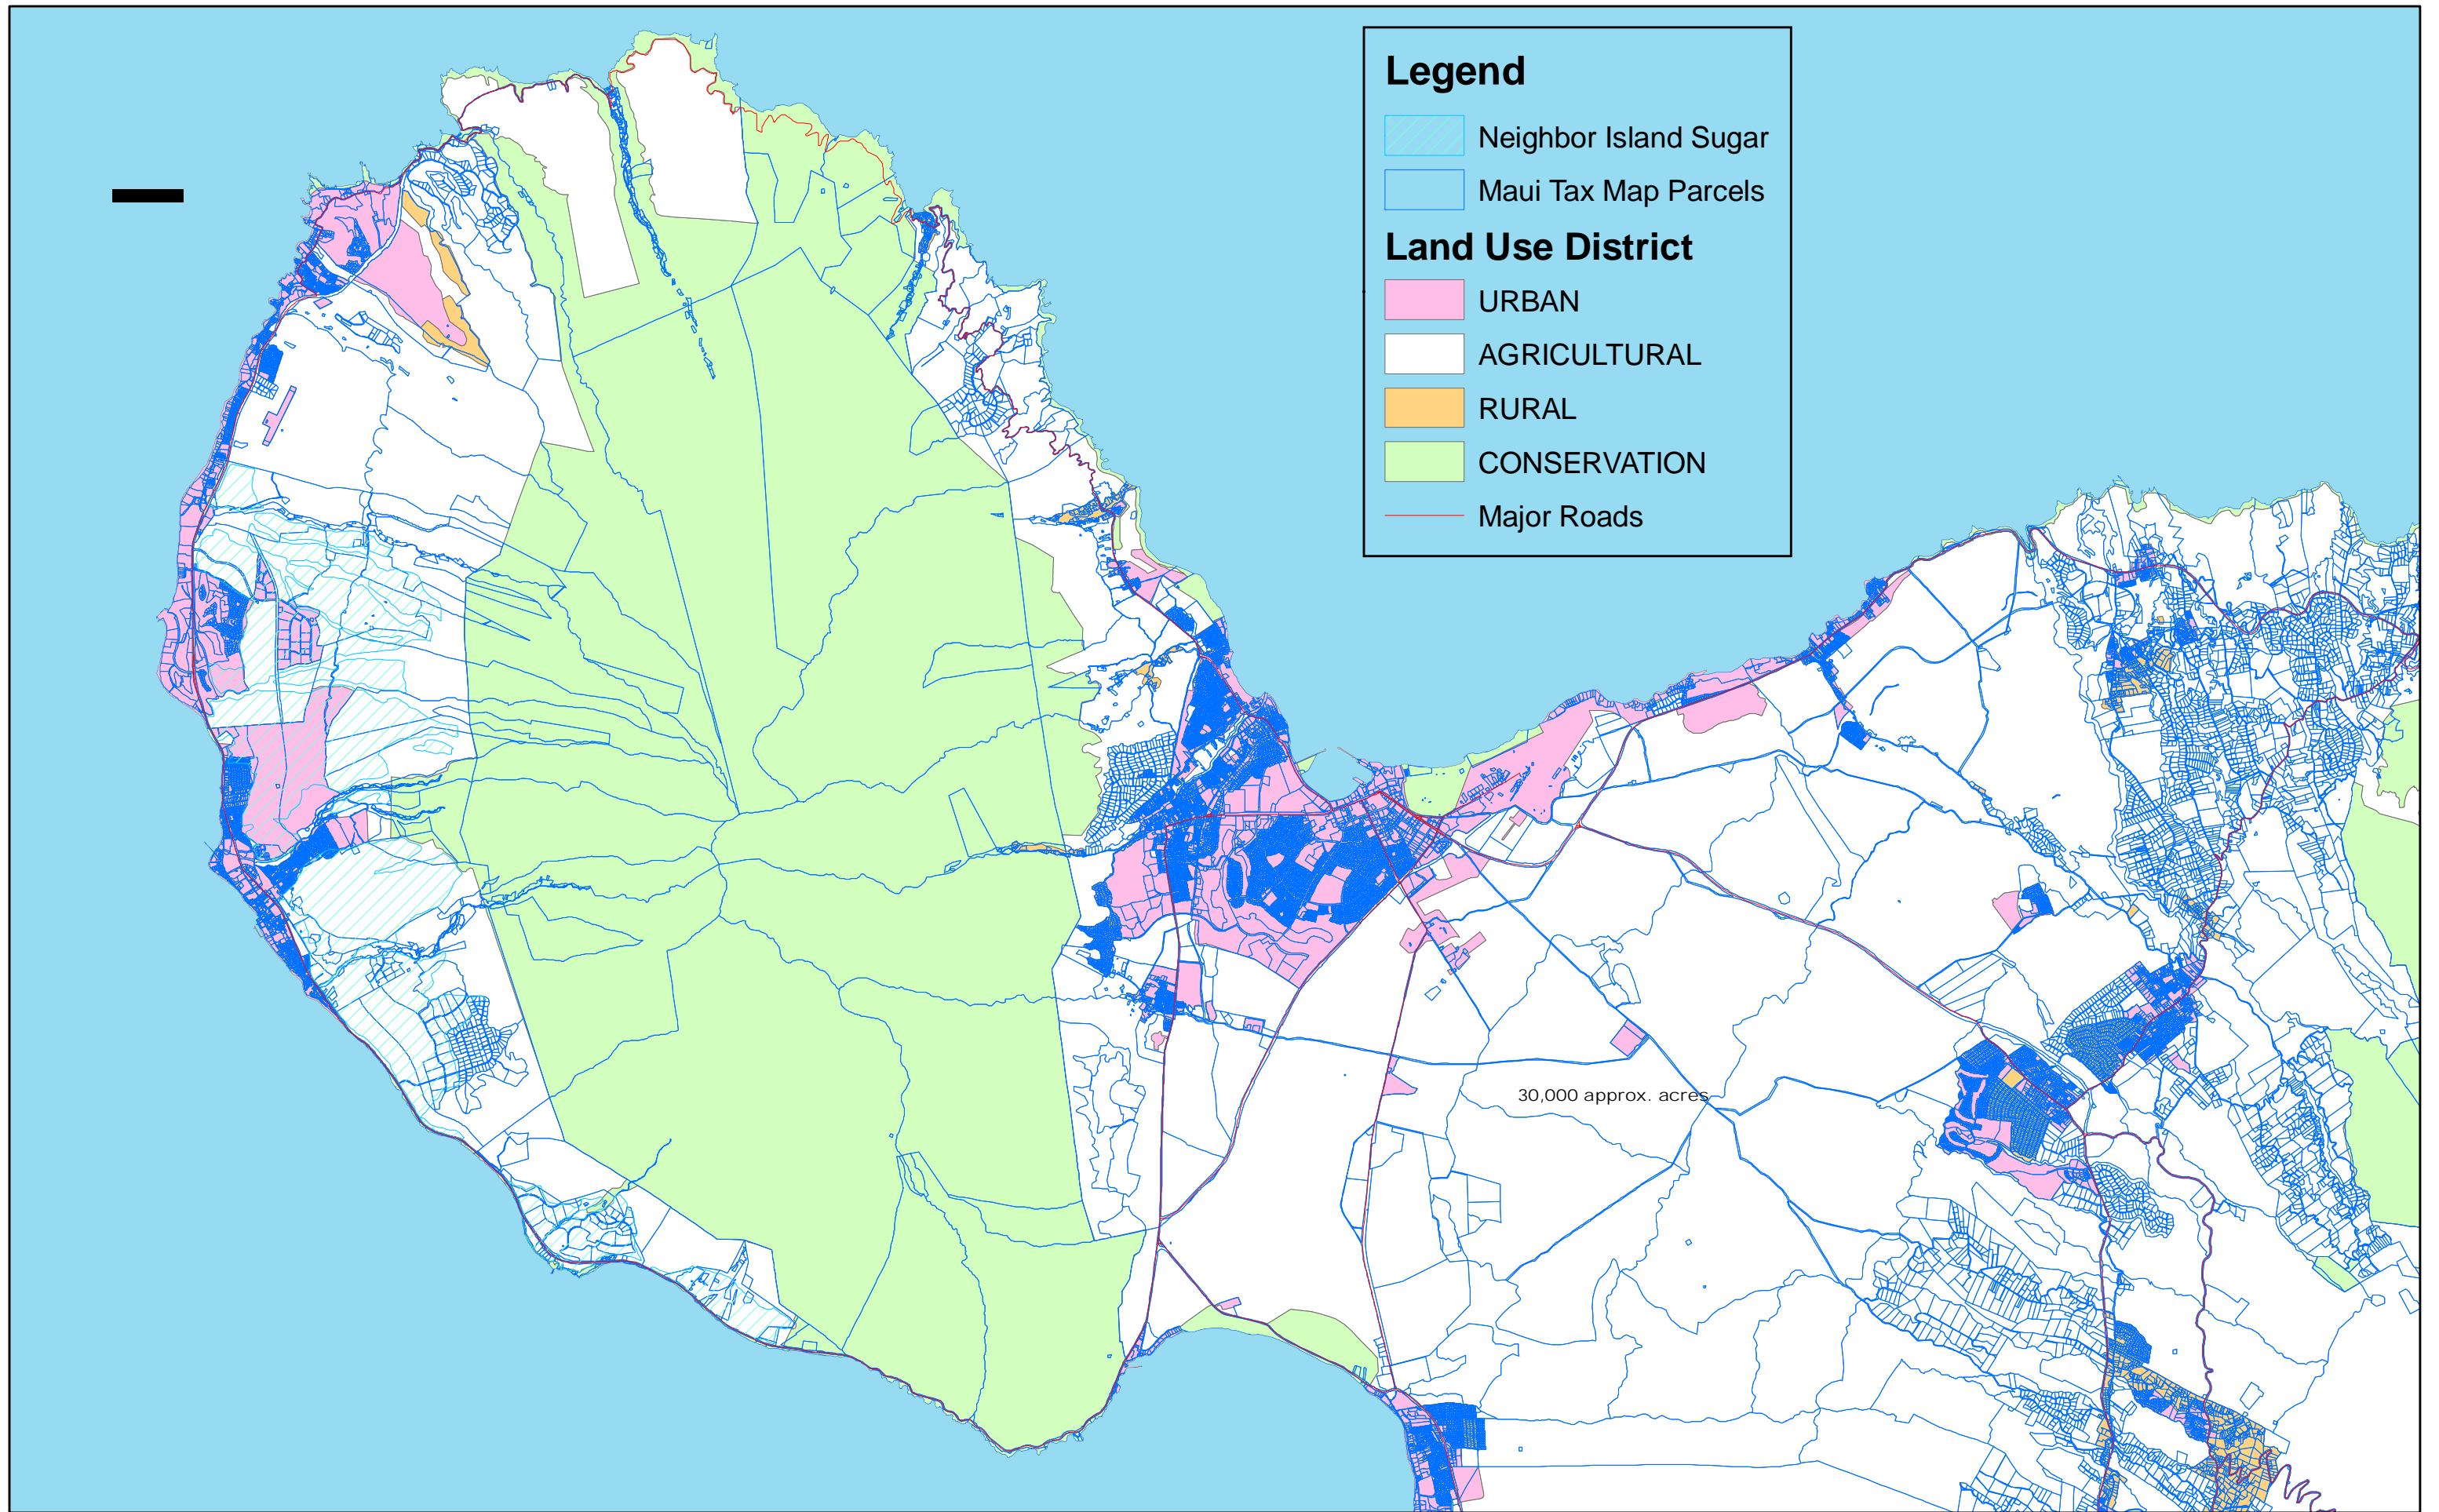 Legend
Neighbor Island Sugar
Maui Tax Map Parcels
Land Use District
URBAN
AGRICULTURAL
RURAL
CONSERVATION
Major Roads
30,000 approx. acres